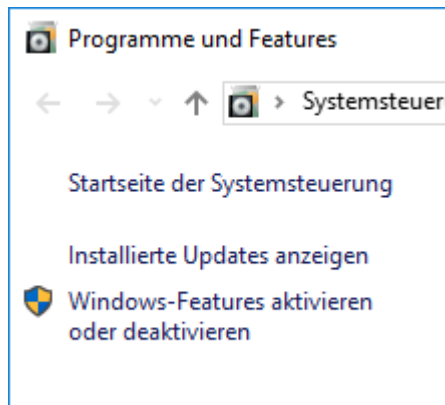 Programme und Features
Systemsteuer
Startseite der Systemsteuerung
Installierte Updates anzeigen
Windows-Features aktivieren
oder deaktivieren